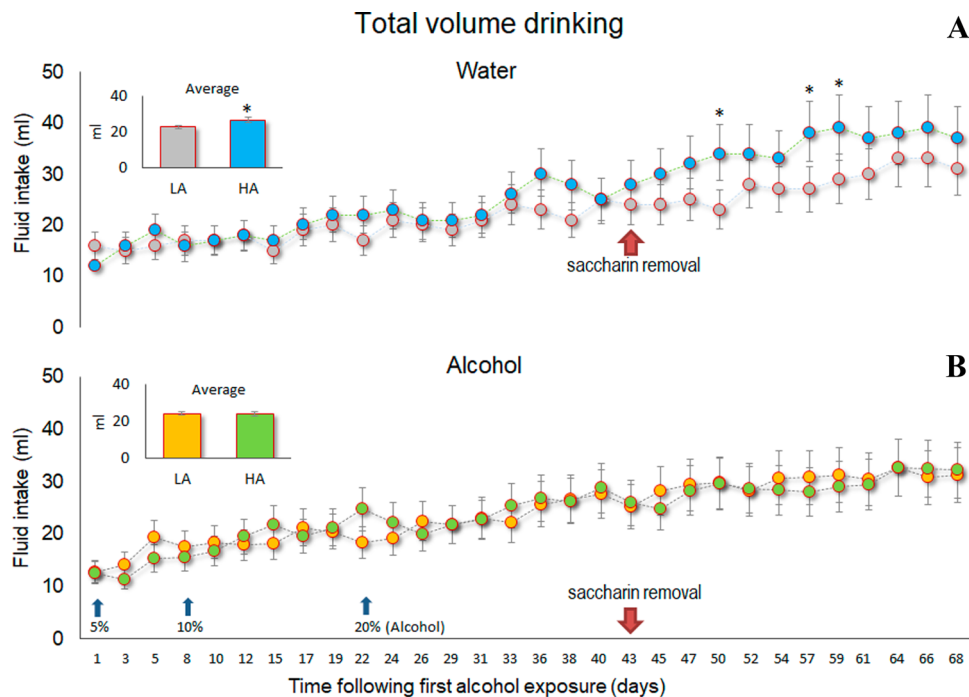 Total volume drinking
A
Water
50
40
30
20
10
0
Fluid intake (ml)
Average
40
20
0
ml
*
LA HA
* * *
saccharin removal
B
Alcohol
50
40
30
20
10
0
Fluid intake (ml)
Average
40
20
0
ml
LA HA
saccharin removal
5% 10% 20% (Alcohol)
1 3 5 8 10 12 15 17 19 22 24 26 29 31 33 36 38 40 43 45 47 50 52 54 57 59 61 64 66 68
Time following first alcohol exposure (days)